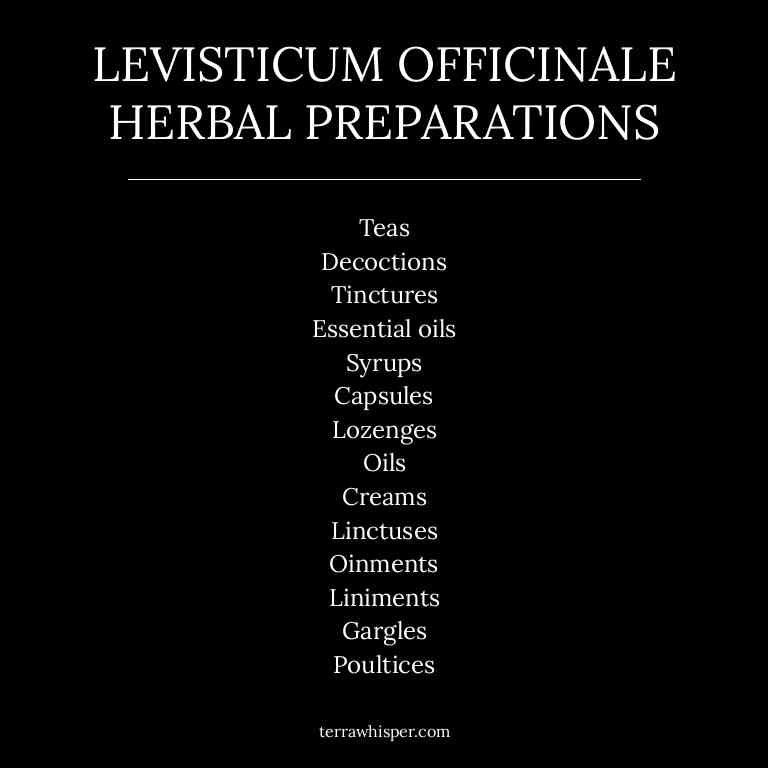 LEVISTICUM OFFICINALE
HERBAL PREPARATIONS
Teas
Decoctions
Tinctures
Essential oils
Syrups
Capsules
Lozenges
Oils
Creams
Linctuses
Oinments
Liniments
Gargles
Poultices
terrawhisper.com